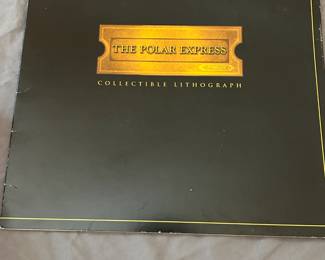 THE POLAR EXPRESS
COLLECTIBLE LITHOGRAPH